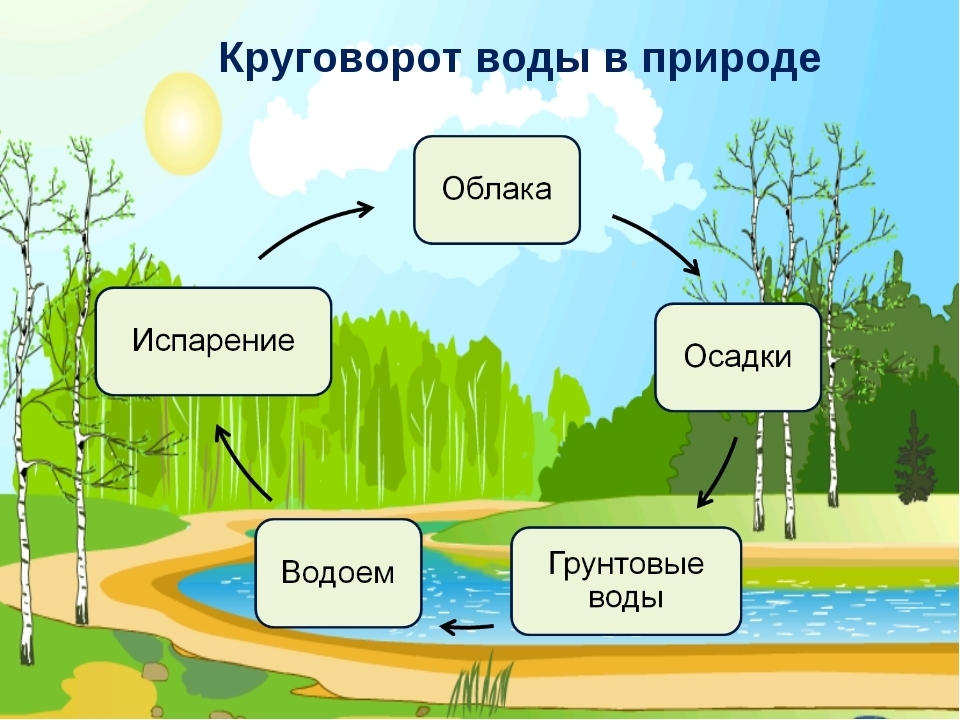 Круговорот воды в природе
Облака
Испарение
Осадки
Водоем
Грунтовые
воды